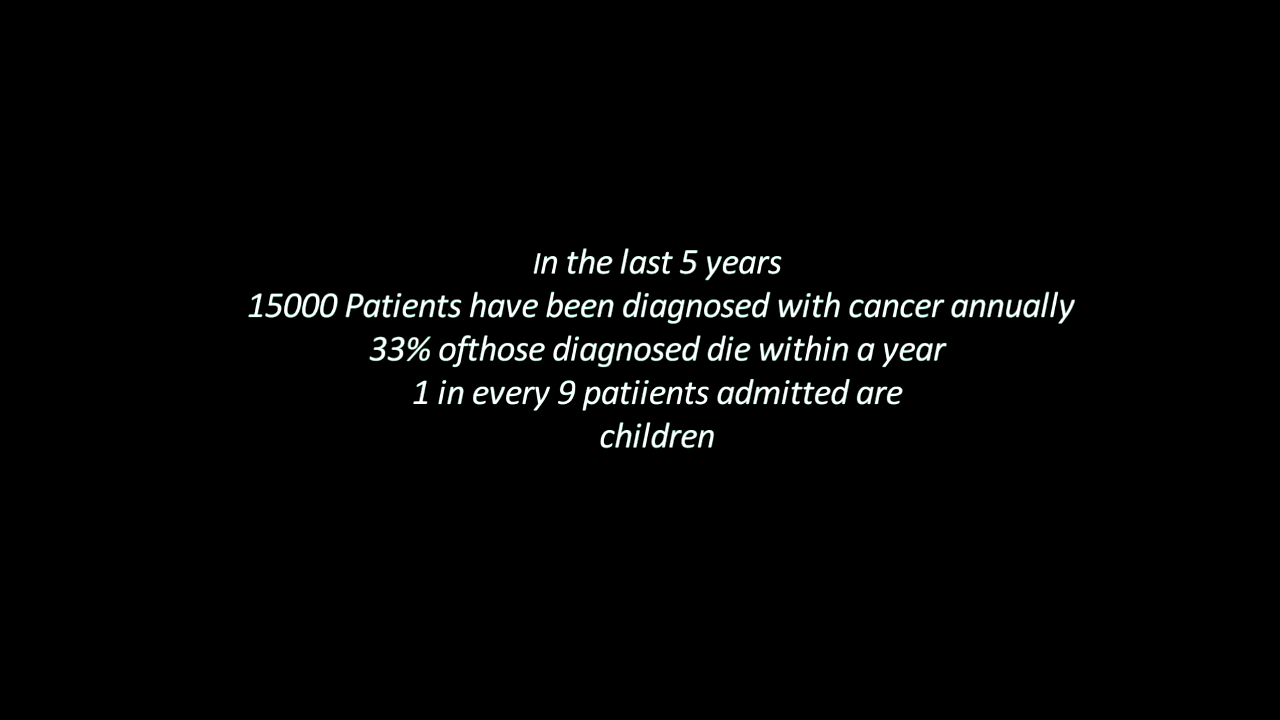 In the last 5 years
15000 Patients have been diagnosed with cancer annually
33% ofthose diagnosed die within a year
1 in every 9 patiients admitted are
children